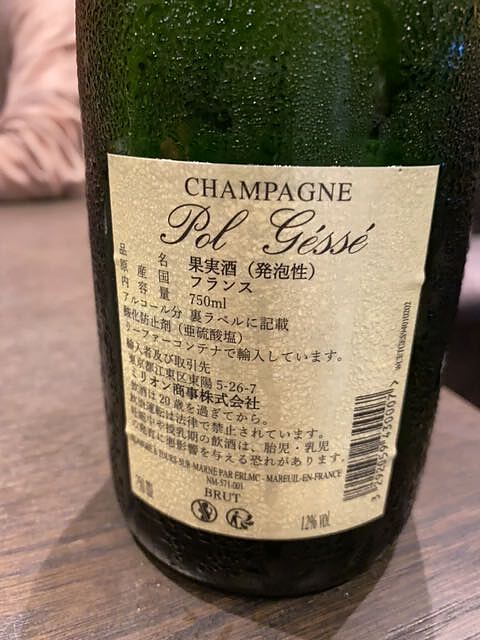 CHAMPAGNE
Pol Géssé
品名 果実酒（発泡性）
原産国 フランス
内容量 750ml
アルコール分 裏ラベルに記載
酸化防止剤（亜硫酸塩）
リーファーコンテナで輸入しています。
輸入者及び取引先
東京都江東区東陽 5-26-7
ミリオン商事株式会社
飲酒は20歳を過ぎてから。
飲酒運転は法律で禁止されています。
妊娠中や授乳期の飲酒は、胎児・乳児
の発育に悪影響を与える恐れがあります。
À TOURS-SUR-MARNE PAR ERLMC - MAREUIL-EN-FRANCE
NM-571-001
BRUT
12% VOL